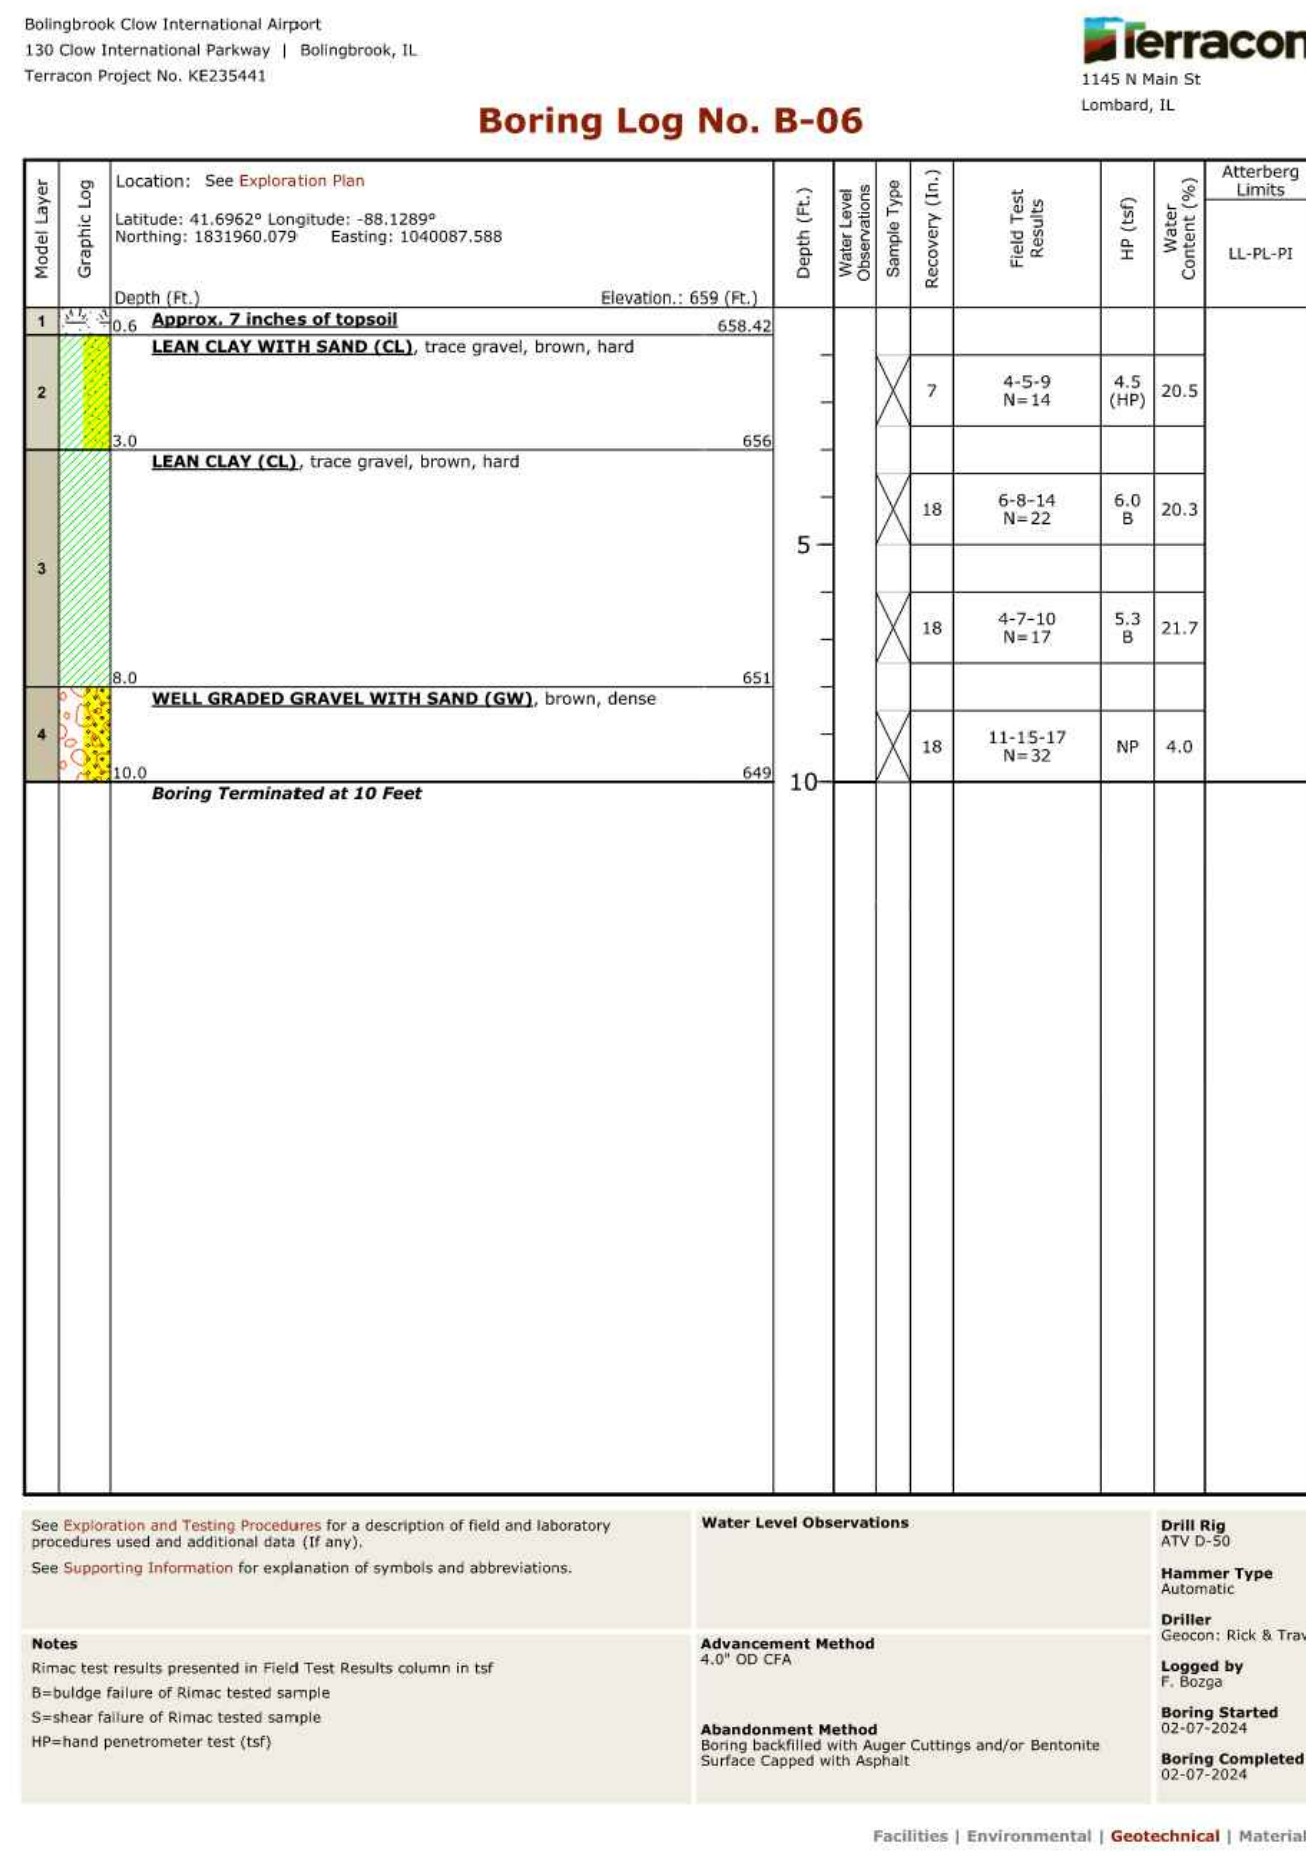 Bolingbrook Clow International Airport
130 Clow International Parkway | Bolingbrook, IL
Terracon Project No. KE235441
Terracon
1145 N Main St
Lombard, IL
Boring Log No. B-06
Model Layer
Graphic Log
Location: See Exploration Plan
Latitude: 41.6962° Longitude: -88.1289°
Northing: 1831960.079 Easting: 1040087.588
Depth (Ft.) Elevation.: 659 (Ft.)
Depth (Ft.)
Water Level
Observations
Sample Type
Recovery (In.)
Field Test
Results
HP (tsf)
Water
Content (%)
Atterberg
Limits
LL-PL-PI
1
0.6 Approx. 7 inches of topsoil 658.42
LEAN CLAY WITH SAND (CL), trace gravel, brown, hard
2
7
4-5-9
N=14
4.5
(HP)
20.5
3.0 656
LEAN CLAY (CL), trace gravel, brown, hard
18
6-8-14
N=22
6.0
B
20.3
5
3
18
4-7-10
N=17
5.3
B
21.7
8.0 651
WELL GRADED GRAVEL WITH SAND (GW), brown, dense
4
18
11-15-17
N=32
NP
4.0
10.0 649
10
Boring Terminated at 10 Feet
See Exploration and Testing Procedures for a description of field and laboratory
procedures used and additional data (If any).
See Supporting Information for explanation of symbols and abbreviations.
Notes
Rimac test results presented in Field Test Results column in tsf
B=buldge failure of Rimac tested sample
S=shear failure of Rimac tested sample
HP=hand penetrometer test (tsf)
Water Level Observations
Advancement Method
4.0" OD CFA
Abandonment Method
Boring backfilled with Auger Cuttings and/or Bentonite
Surface Capped with Asphalt
Drill Rig
ATV D-50
Hammer Type
Automatic
Driller
Geocon: Rick & Trav
Logged by
F. Bozga
Boring Started
02-07-2024
Boring Completed
02-07-2024
Facilities | Environmental | Geotechnical | Material